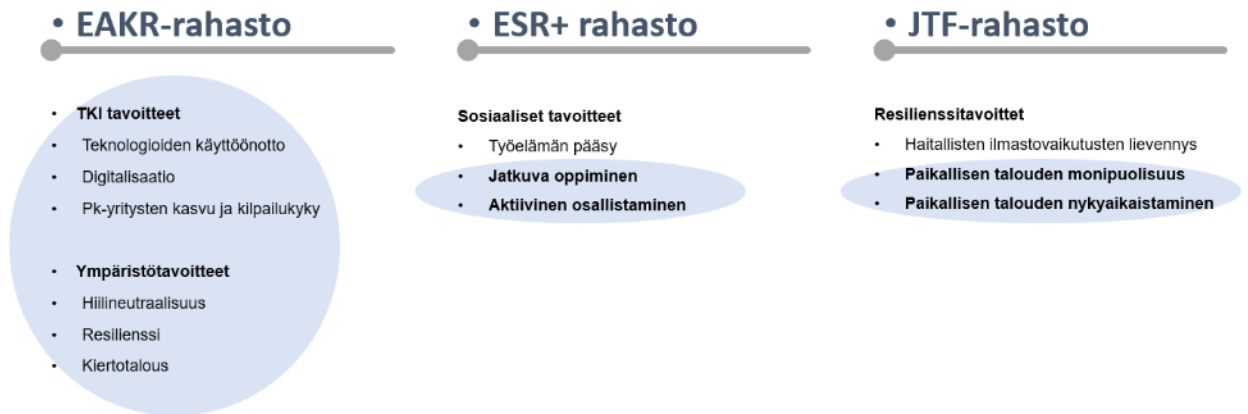 • EAKR-rahasto
• TKI tavoitteet
• Teknologioiden käyttöönotto
• Digitalisaatio
• Pk-yritysten kasvu ja kilpailukyky
• Ympäristötavoitteet
• Hiilineutraalisuus
• Resilienssi
• Kiertotalous
• ESR+ rahasto
Sosiaaliset tavoitteet
• Työelämän pääsy
• Jatkuva oppiminen
• Aktiivinen osallistaminen
• JTF-rahasto
Resilienssitavoittet
• Haitallisten ilmastovaikutusten lievennys
• Paikallisen talouden monipuolisuus
• Paikallisen talouden nykyaikaistaminen